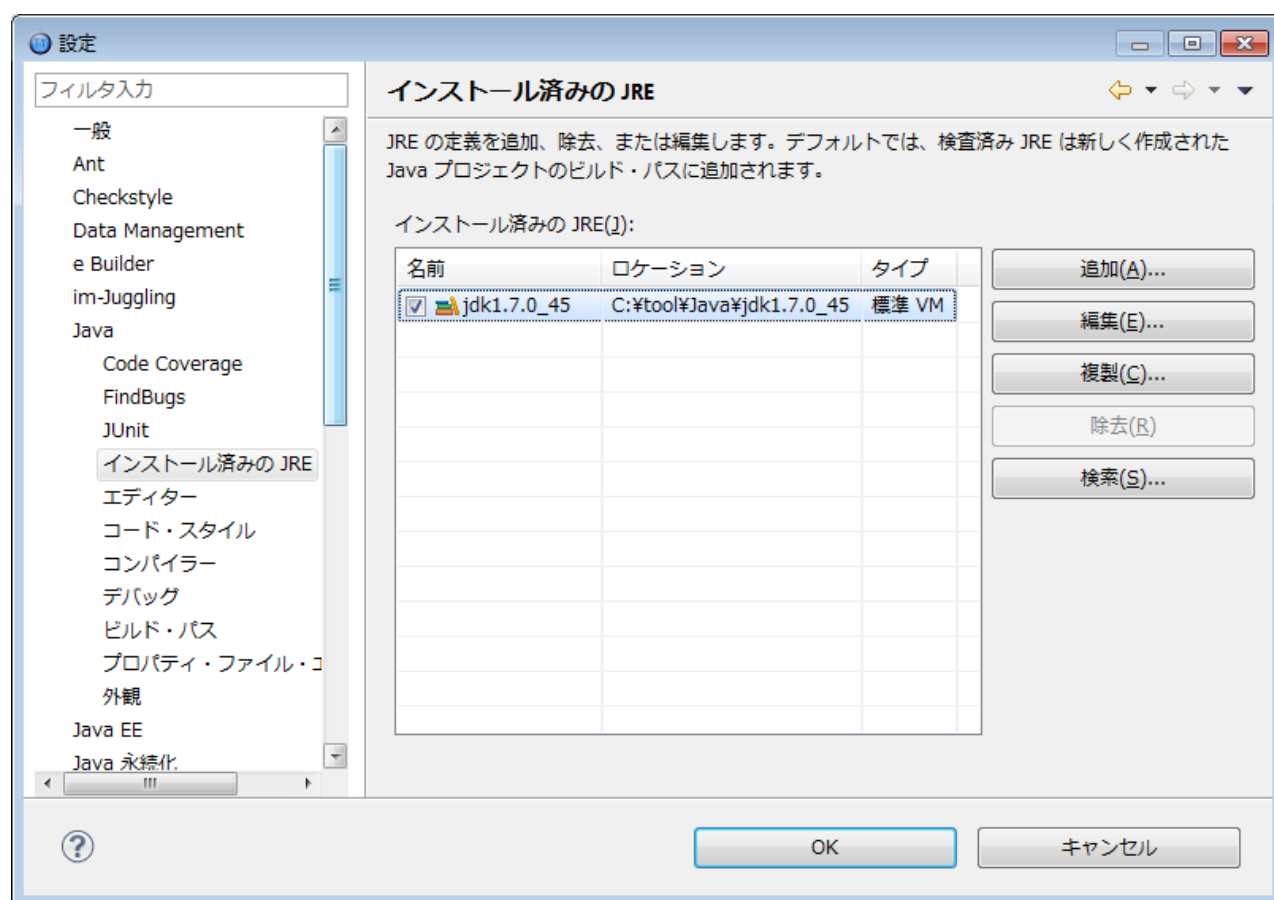 設定
フィルタ入力
一般
Ant
Checkstyle
Data Management
e Builder
im-Juggling
Java
Code Coverage
FindBugs
JUnit
インストール済みの JRE
エディター
コード・スタイル
コンパイラー
デバッグ
ビルド・パス
プロパティ・ファイル・エ
外観
Java EE
Java 永続化
インストール済みの JRE
JRE の定義を追加、除去、または編集します。デフォルトでは、検査済み JRE は新しく作成された
Java プロジェクトのビルド・パスに追加されます。
インストール済みの JRE(J):
名前 ロケーション タイプ
jdk1.7.0_45 C:¥tool¥Java¥jdk1.7.0_45 標準 VM
追加(A)...
編集(E)...
複製(C)...
除去(R)
検索(S)...
OK キャンセル